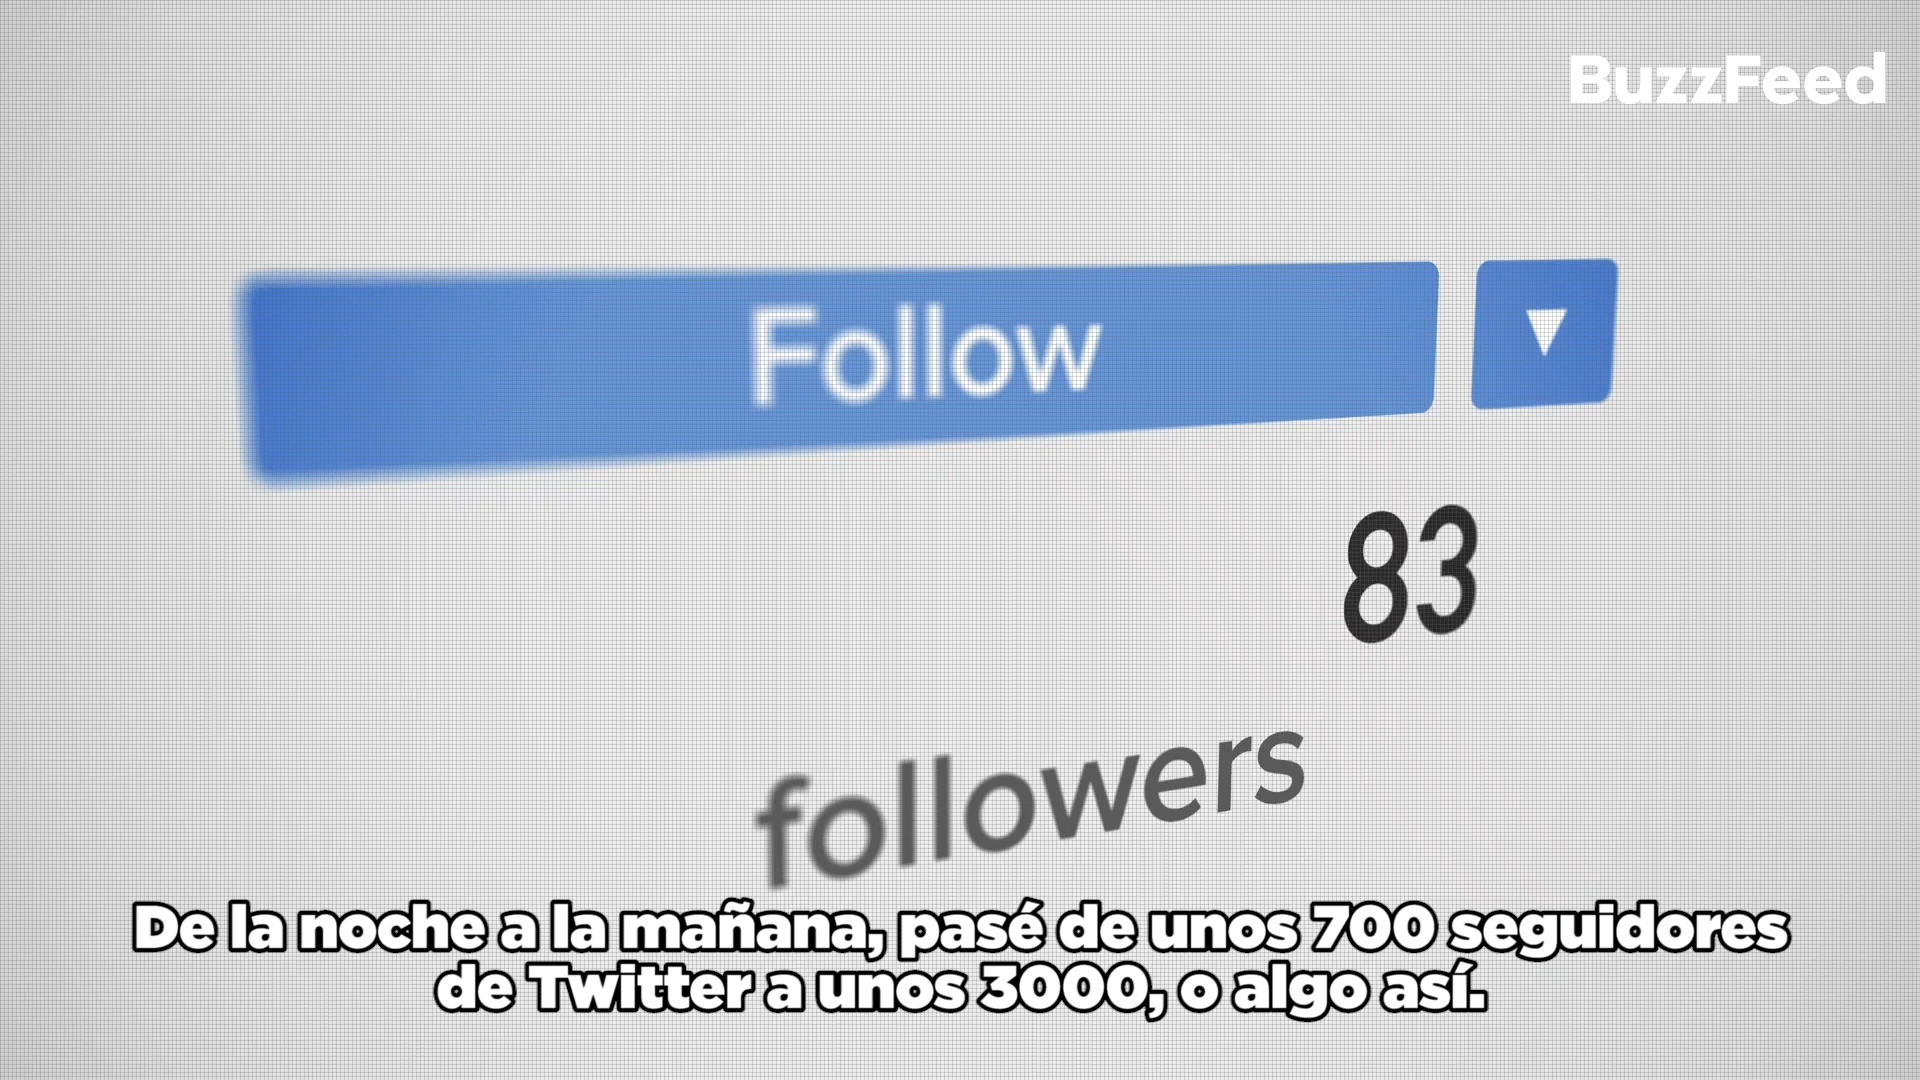 BuzzFeed
Follow
83
followers
De la noche a la mañana, pasé de unos 700 seguidores
de Twitter a unos 3000, o algo así.